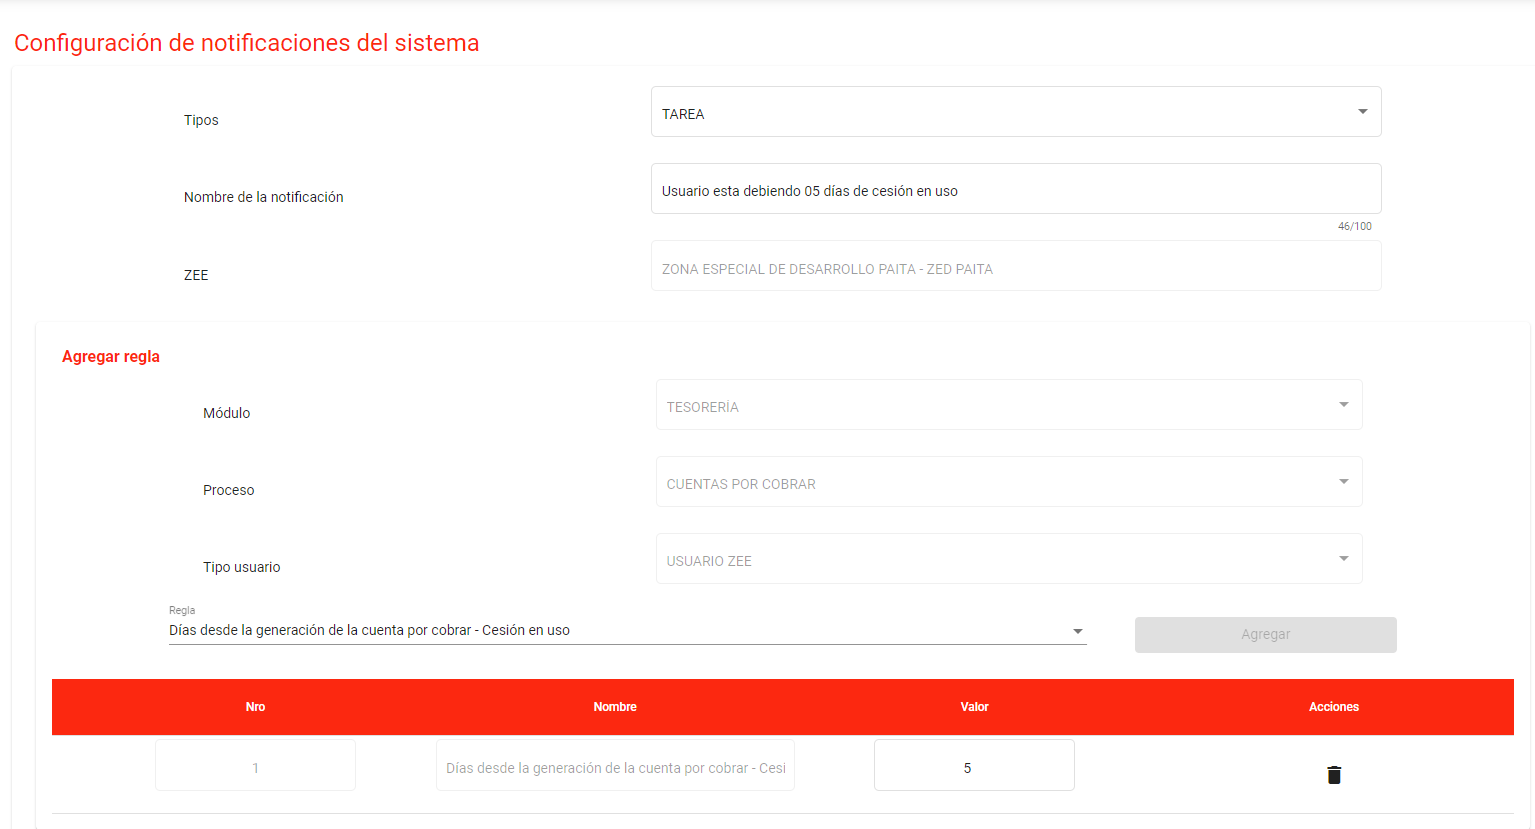 Configuración de notificaciones del sistema
Tipos
TAREA
Nombre de la notificación
Usuario esta debiendo 05 días de cesión en uso
46/100
ZEE
ZONA ESPECIAL DE DESARROLLO PAITA - ZED PAITA
Agregar regla
Módulo
TESORERÍA
Proceso
CUENTAS POR COBRAR
Tipo usuario
USUARIO ZEE
Regla
Días desde la generación de la cuenta por cobrar - Cesión en uso
Agregar
Nro Nombre Valor Acciones
1 Días desde la generación de la cuenta por cobrar - Cesi 5